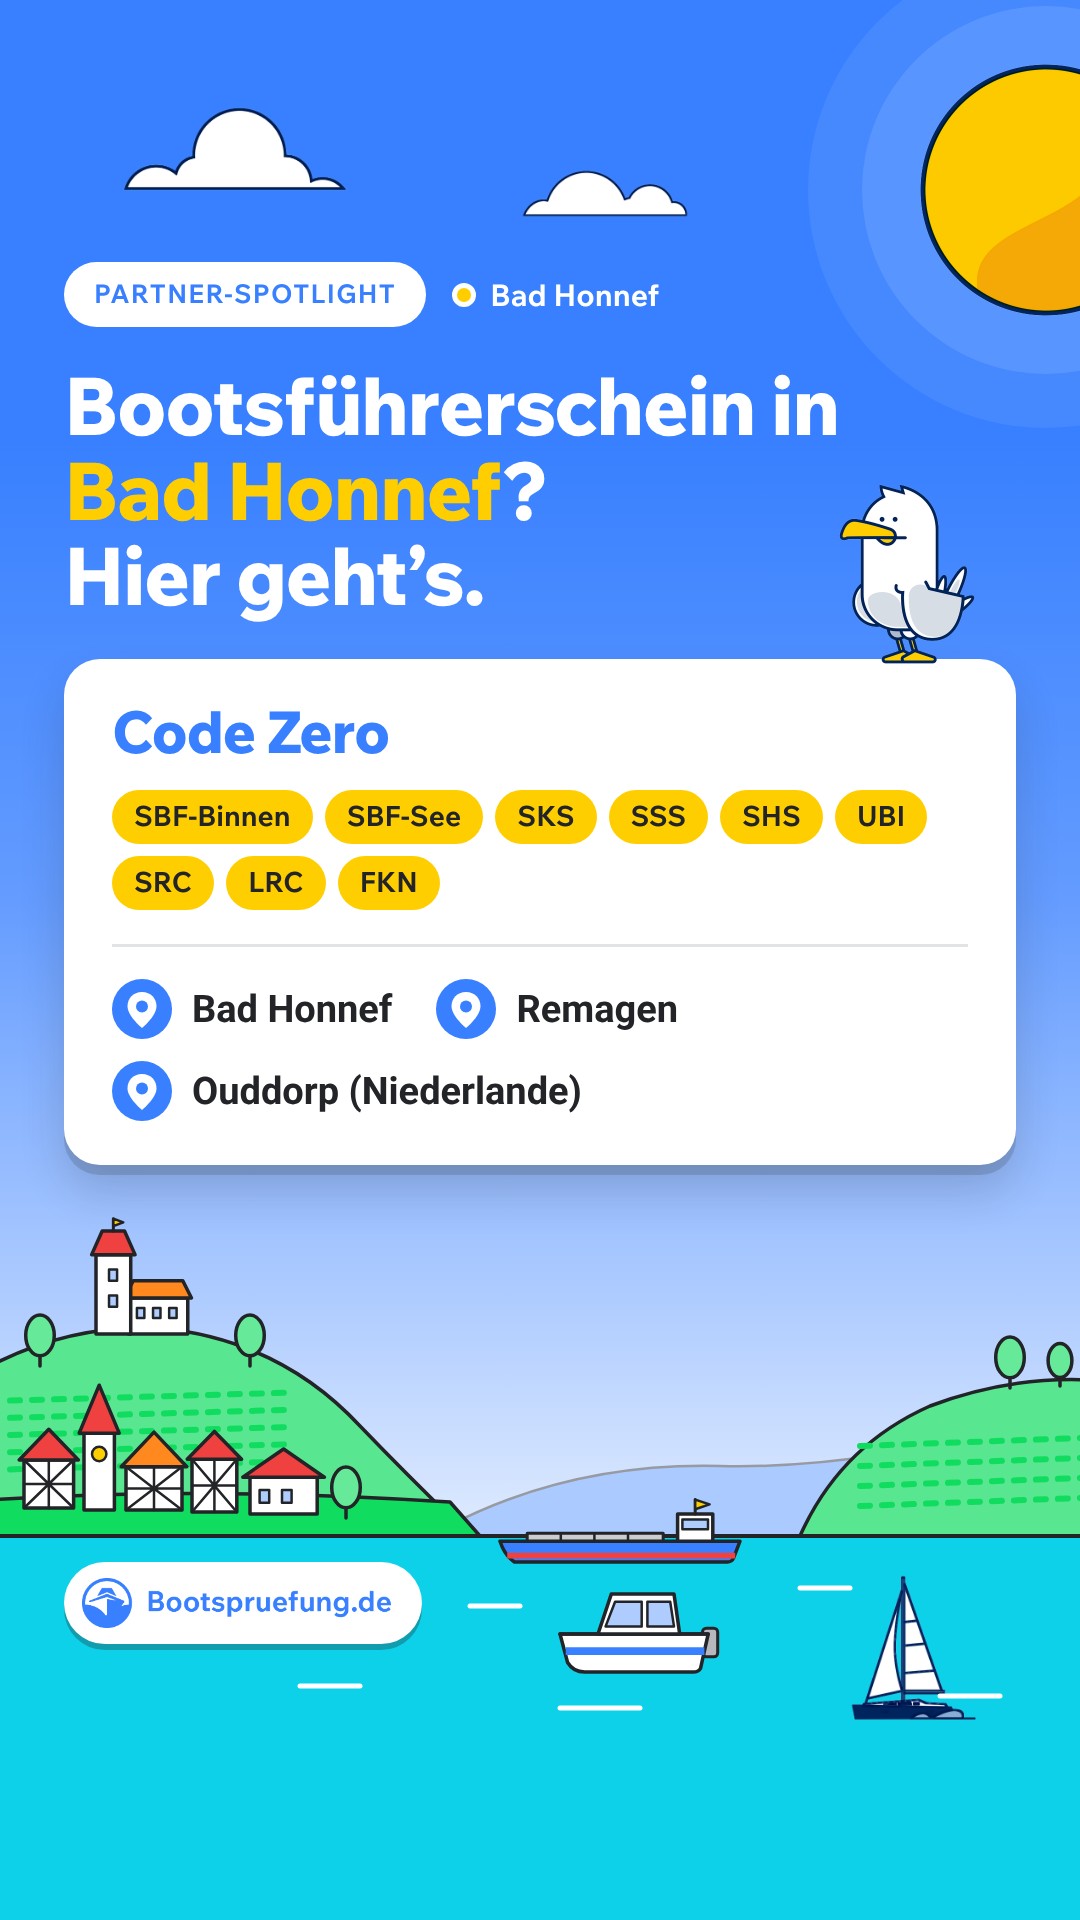 PARTNER-SPOTLIGHT Bad Honnef
Bootsführerschein in
Bad Honnef?
Hier geht’s.
Code Zero
SBF-Binnen SBF-See SKS SSS SHS UBI
SRC LRC FKN
Bad Honnef Remagen
Ouddorp (Niederlande)
Bootspruefung.de